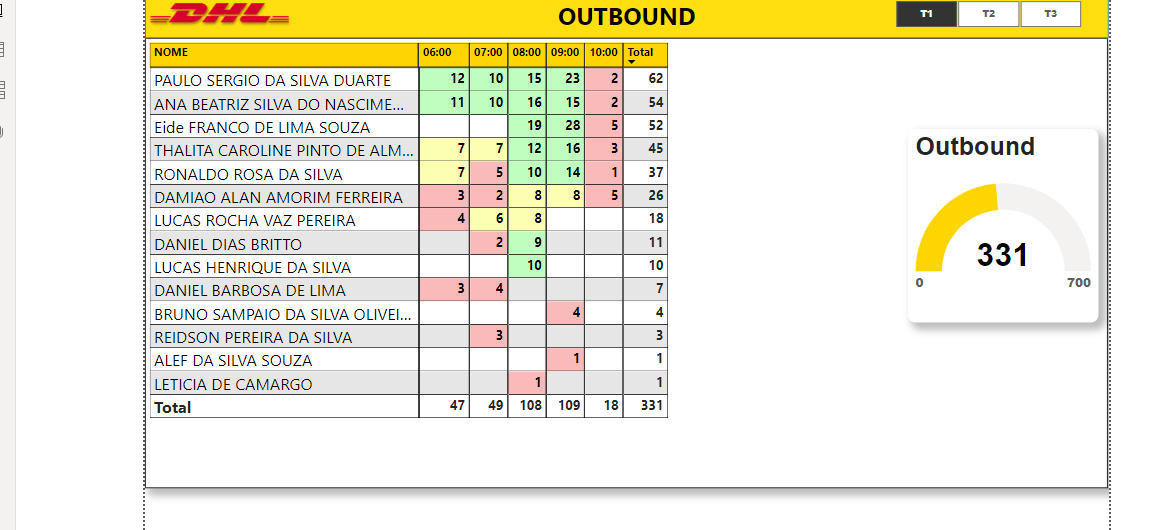 DHL
OUTBOUND
T1 T2 T3
NOME 06:00 07:00 08:00 09:00 10:00 Total
PAULO SERGIO DA SILVA DUARTE 12 10 15 23 2 62
ANA BEATRIZ SILVA DO NASCIME... 11 10 16 15 2 54
Eide FRANCO DE LIMA SOUZA 19 28 5 52
THALITA CAROLINE PINTO DE ALM... 7 7 12 16 3 45
RONALDO ROSA DA SILVA 7 5 10 14 1 37
DAMIAO ALAN AMORIM FERREIRA 3 2 8 8 5 26
LUCAS ROCHA VAZ PEREIRA 4 6 8 18
DANIEL DIAS BRITTO 2 9 11
LUCAS HENRIQUE DA SILVA 10 10
DANIEL BARBOSA DE LIMA 3 4 7
BRUNO SAMPAIO DA SILVA OLIVEI... 4 4
REIDSON PEREIRA DA SILVA 3 3
ALEF DA SILVA SOUZA 1 1
LETICIA DE CAMARGO 1 1
Total 47 49 108 109 18 331
Outbound
331
0 700